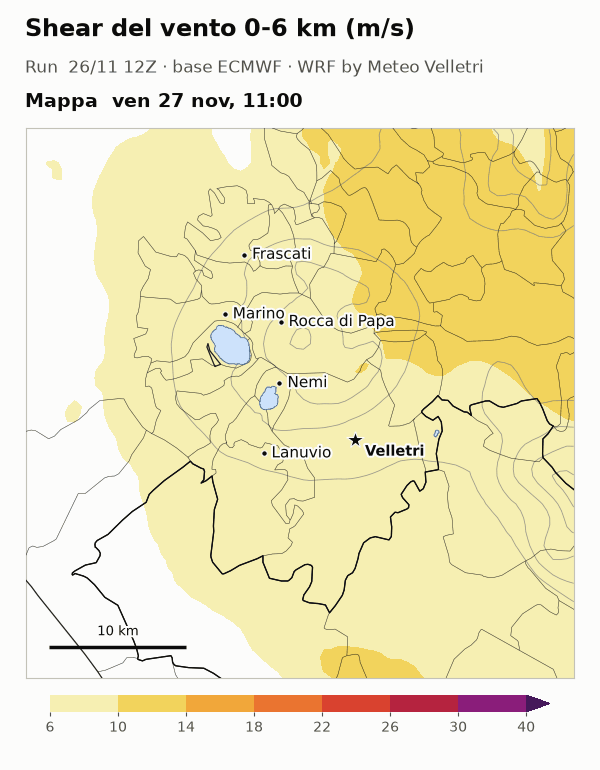 Shear del vento 0-6 km (m/s)
Run  26/11 12Z · base ECMWF · WRF by Meteo Velletri
Mappa  ven 27 nov, 11:00
Frascati
Marino
Rocca di Papa
Nemi
Velletri
Lanuvio
10 km
6 10 14 18 22 26 30 40